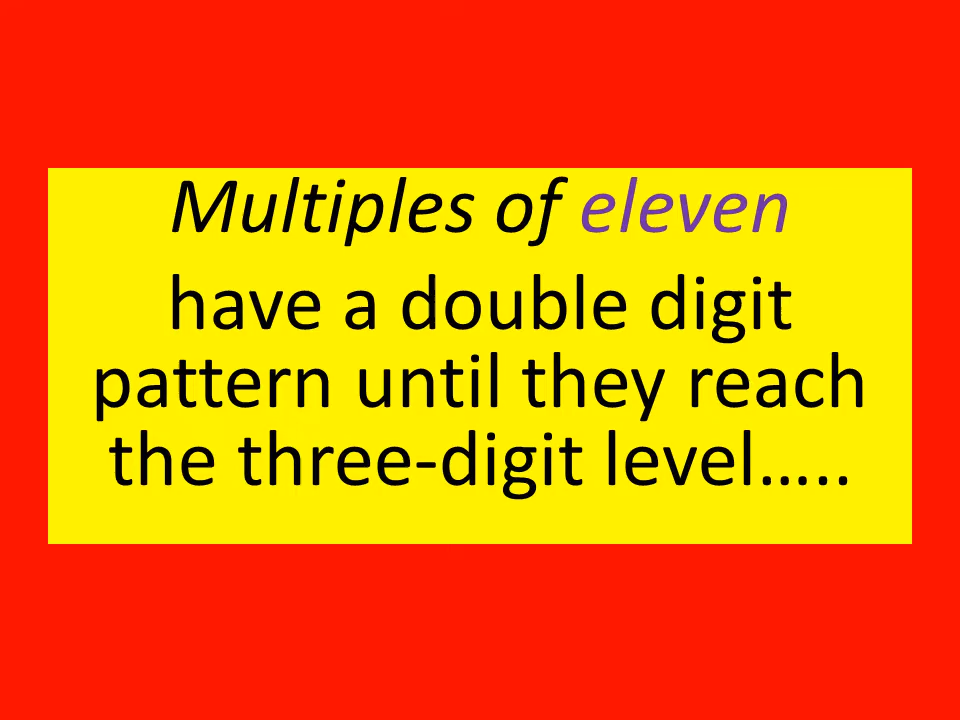 Multiples of eleven
have a double digit
pattern until they reach
the three-digit level…..